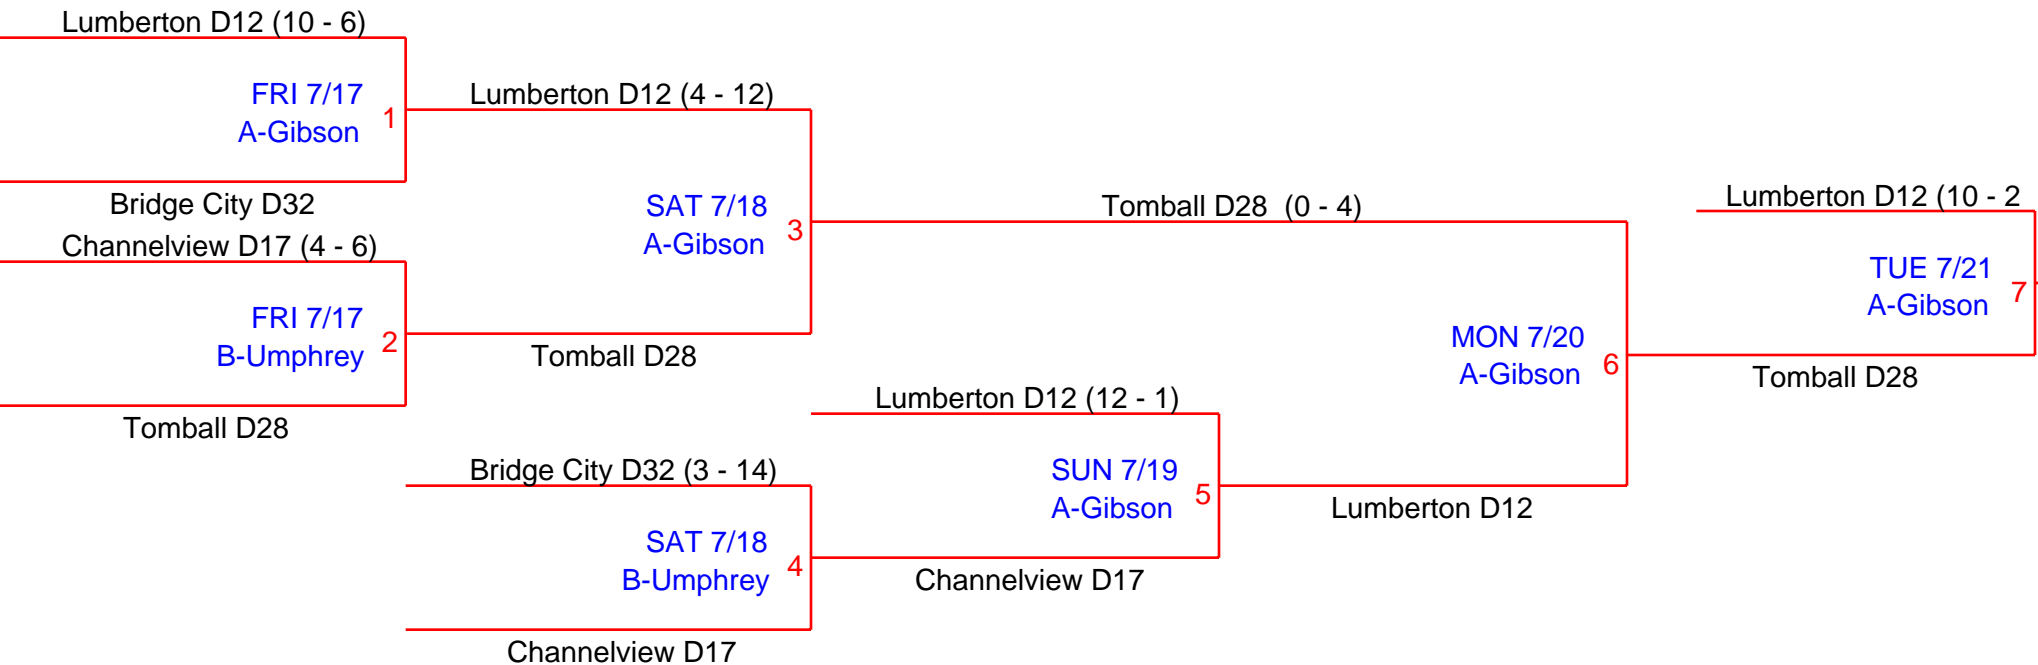 Lumberton D12 (10 - 6)
FRI 7/17
A-Gibson
1
Bridge City D32
Channelview D17 (4 - 6)
FRI 7/17
B-Umphrey
2
Tomball D28
Lumberton D12 (4 - 12)
SAT 7/18
A-Gibson
3
Tomball D28
Bridge City D32 (3 - 14)
SAT 7/18
B-Umphrey
4
Channelview D17
Lumberton D12 (12 - 1)
SUN 7/19
A-Gibson
5
Channelview D17
Tomball D28  (0 - 4)
MON 7/20
A-Gibson
6
Lumberton D12
Lumberton D12 (10 - 2
TUE 7/21
A-Gibson
7
Tomball D28